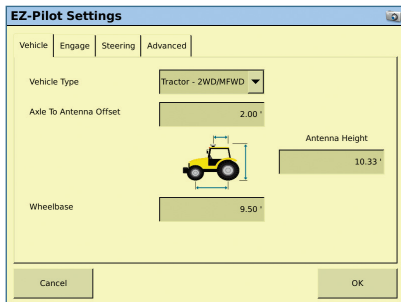 EZ-Pilot Settings
Vehicle Engage Steering Advanced
Vehicle Type Tractor - 2WD/MFWD
Axle To Antenna Offset 2.00 '
Antenna Height
10.33 '
Wheelbase 9.50 '
Cancel OK